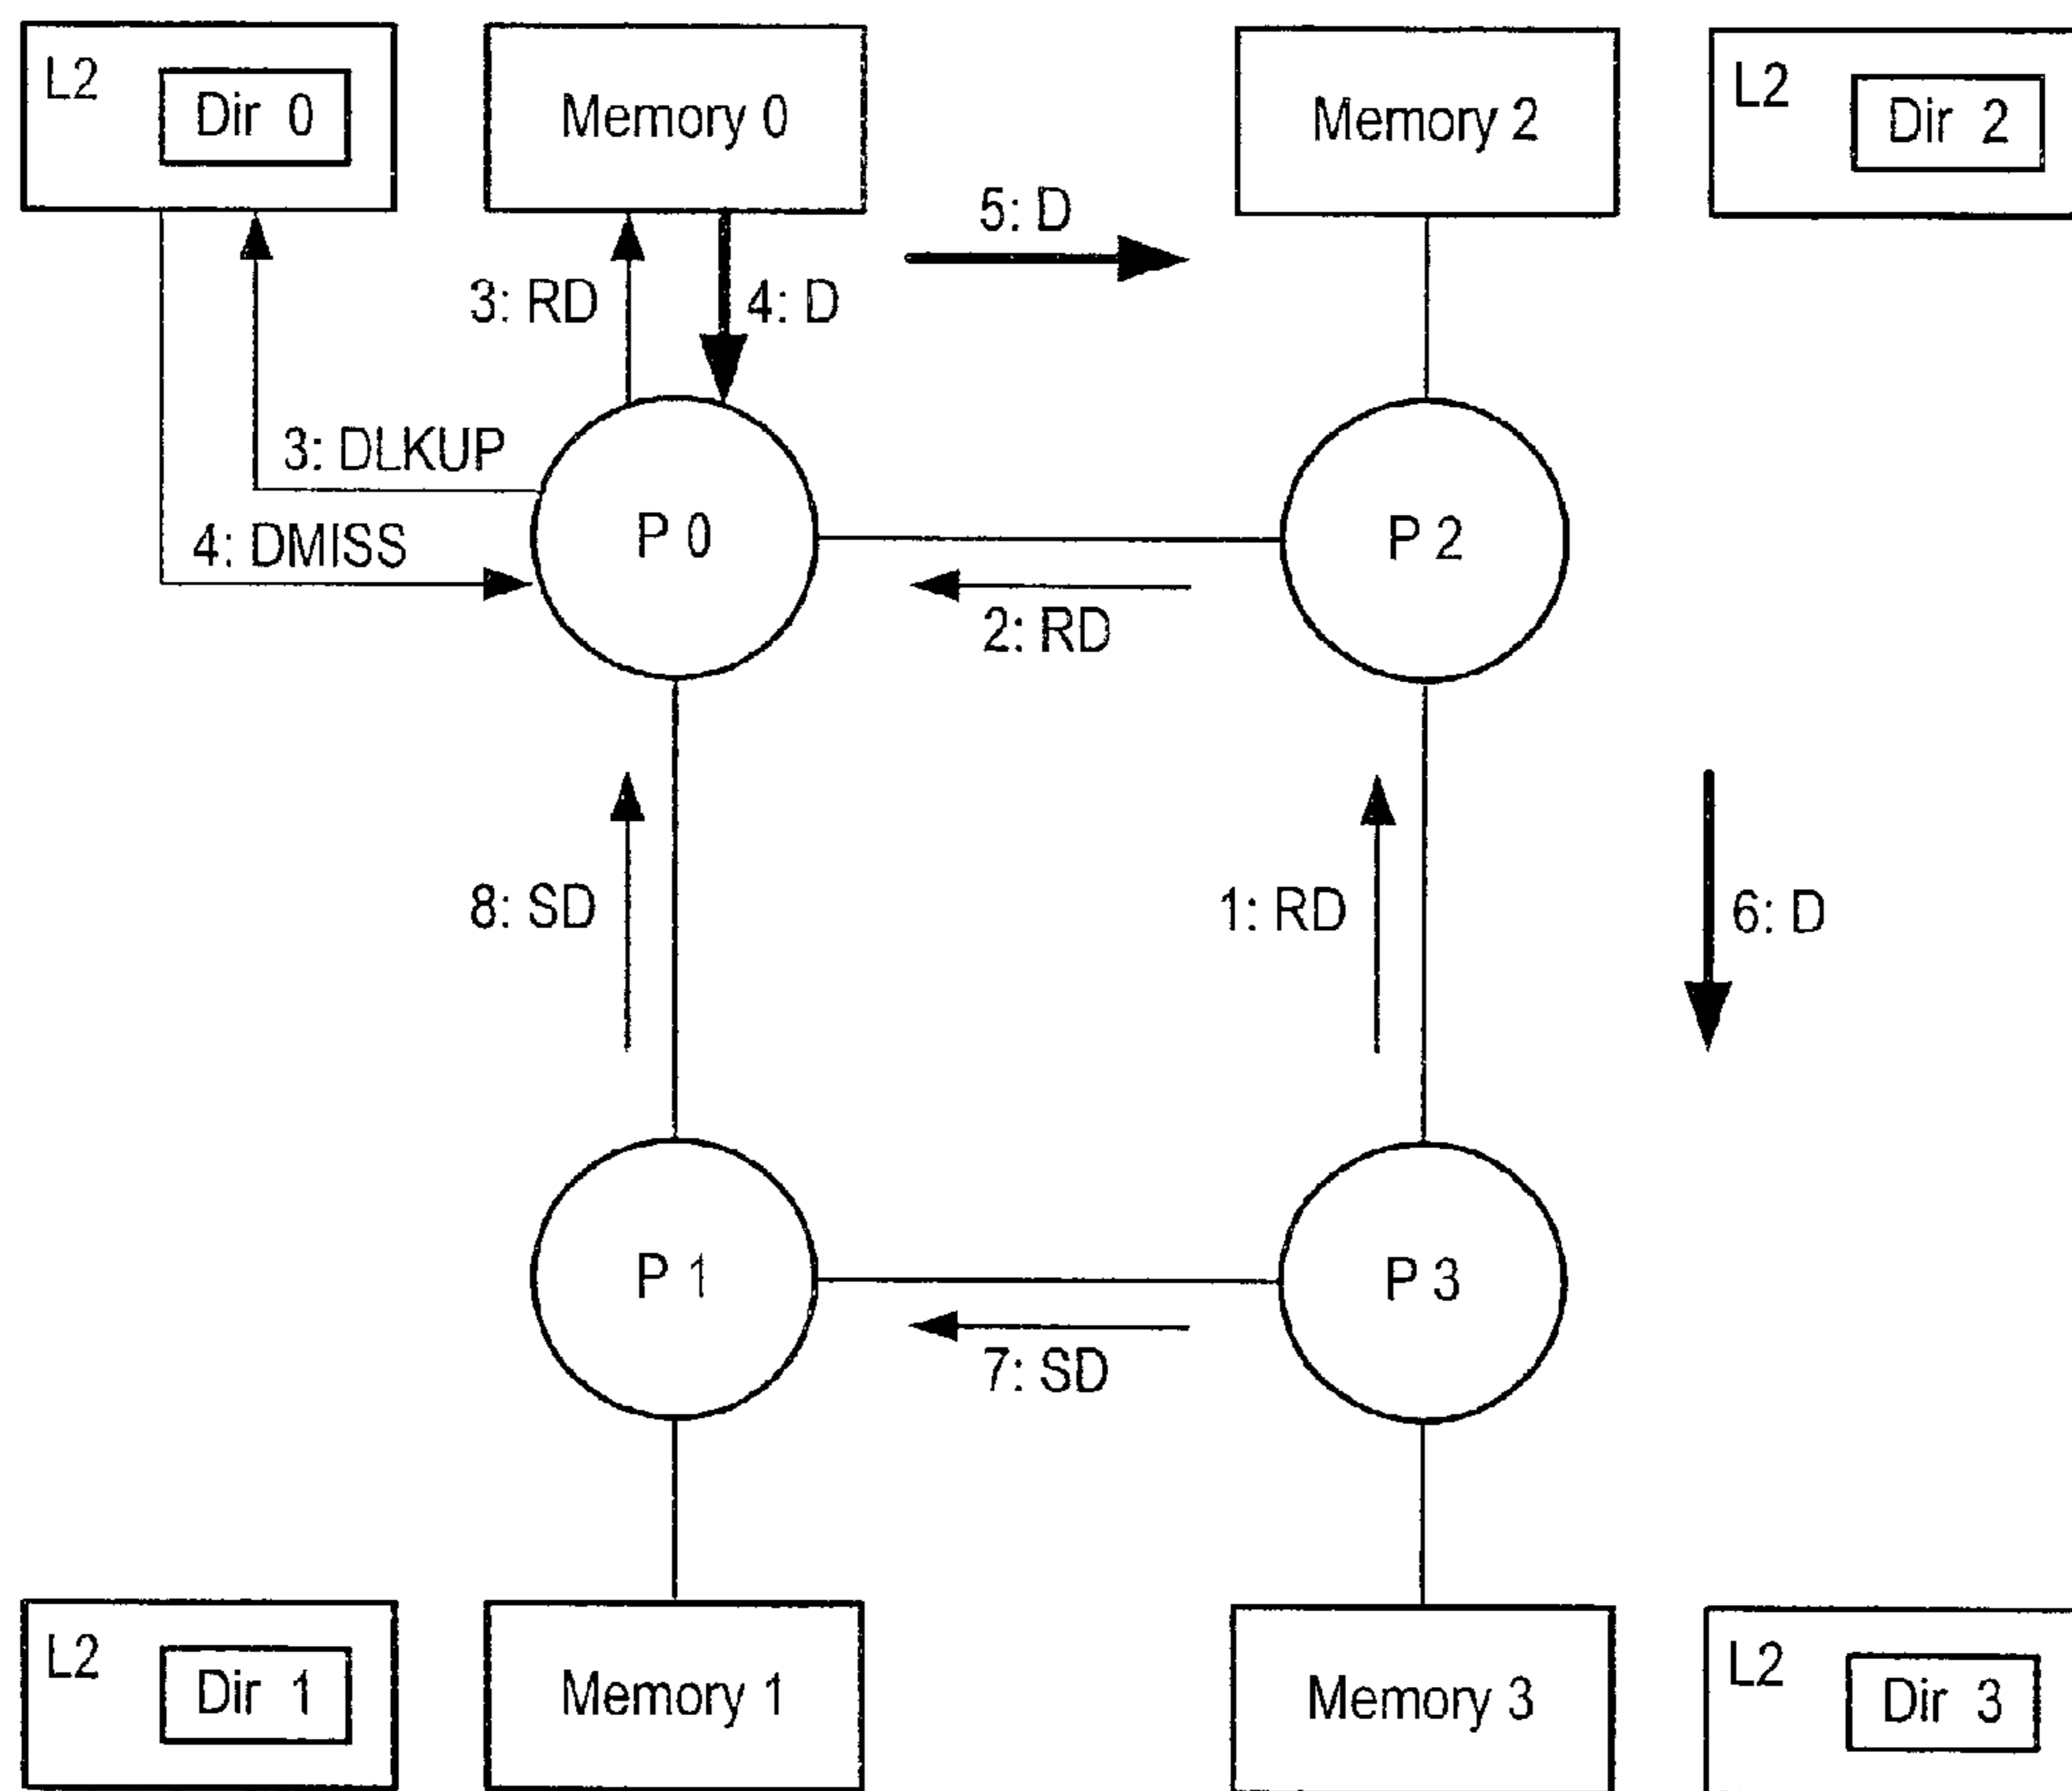 L2
Dir 0
Memory 0
Memory 2
L2
Dir 2
5: D
3: RD
4: D
3: DLKUP
4: DMISS
P 0
P 2
2: RD
8: SD
1: RD
6: D
P 1
P 3
7: SD
L2
Dir 1
Memory 1
Memory 3
L2
Dir 3